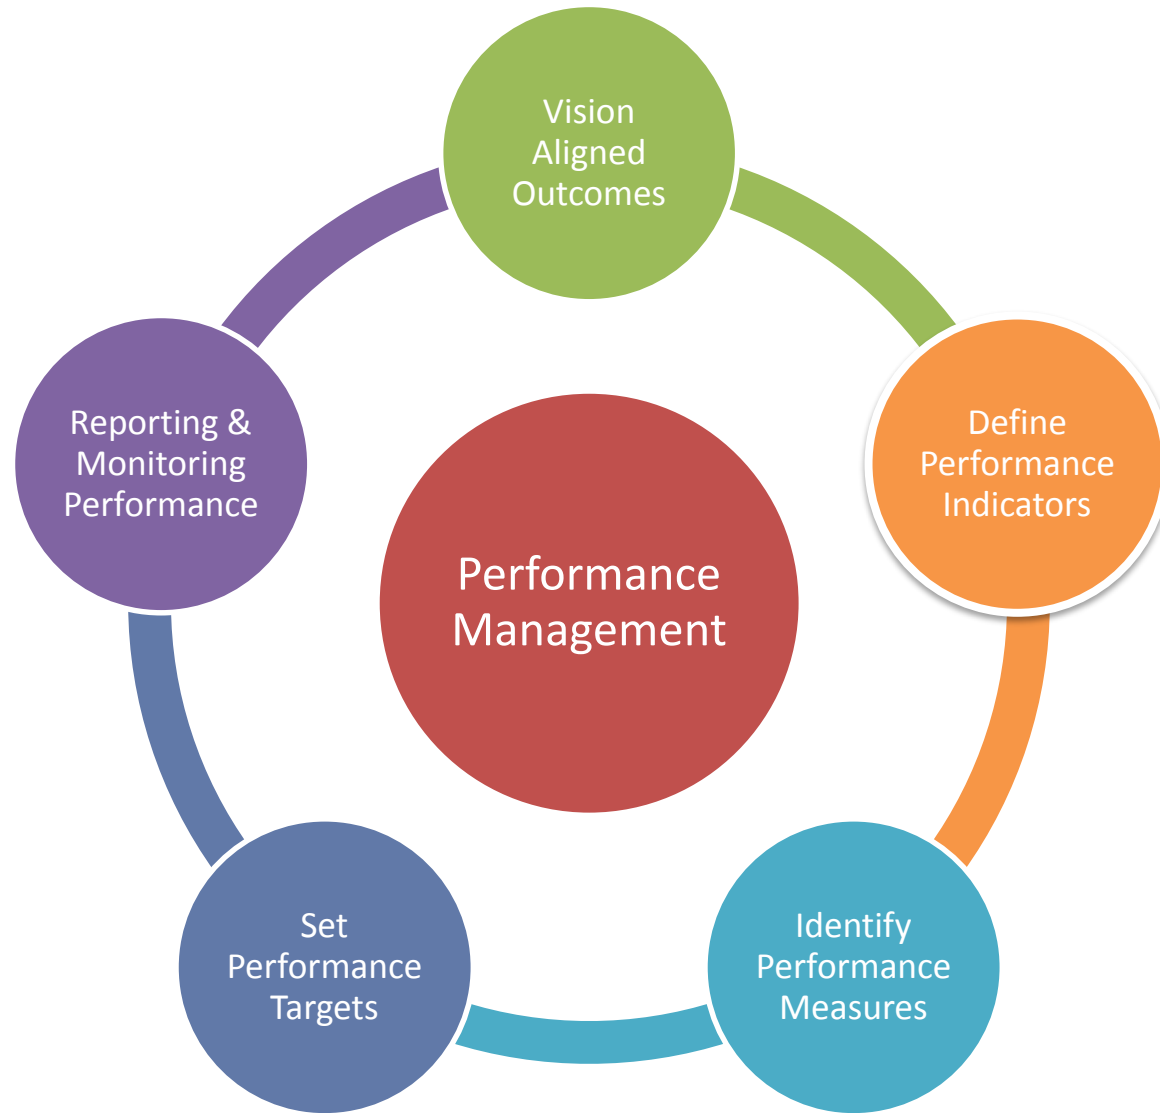 Vision
Aligned
Outcomes
Define
Performance
Indicators
Identify
Performance
Measures
Set
Performance
Targets
Reporting &
Monitoring
Performance
Performance
Management